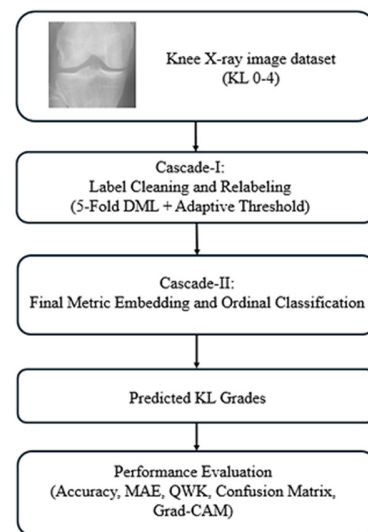 Knee X-ray image dataset
(KL 0-4)
Cascade-I:
Label Cleaning and Relabeling
(5-Fold DML + Adaptive Threshold)
Cascade-II:
Final Metric Embedding and Ordinal Classification
Predicted KL Grades
Performance Evaluation
(Accuracy, MAE, QWK, Confusion Matrix,
Grad-CAM)